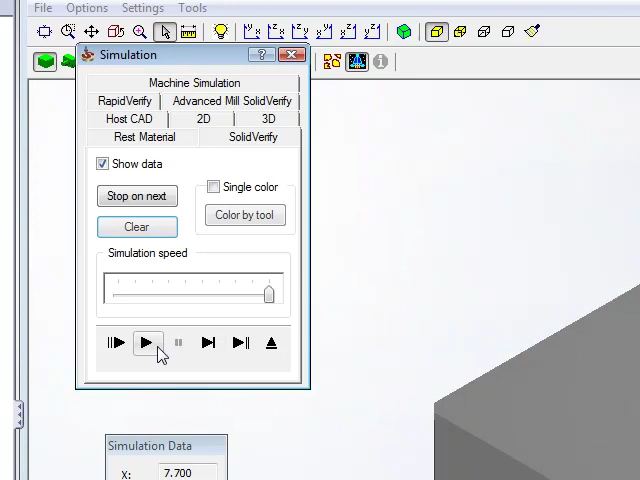 File Options Settings Tools
Simulation
Machine Simulation
RapidVerify Advanced Mill SolidVerify
Host CAD 2D 3D
Rest Material SolidVerify
Show data
Stop on next
Single color
Clear
Color by tool
Simulation speed
Simulation Data
X: 7.700